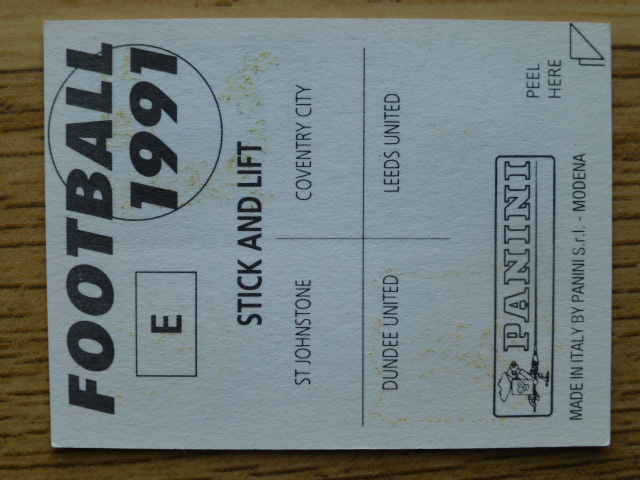 FOOTBALL
1991
E
STICK AND LIFT
ST JOHNSTONE COVENTRY CITY
DUNDEE UNITED LEEDS UNITED
PEEL
HERE
PANINI
MADE IN ITALY BY PANINI S.r.l. - MODENA